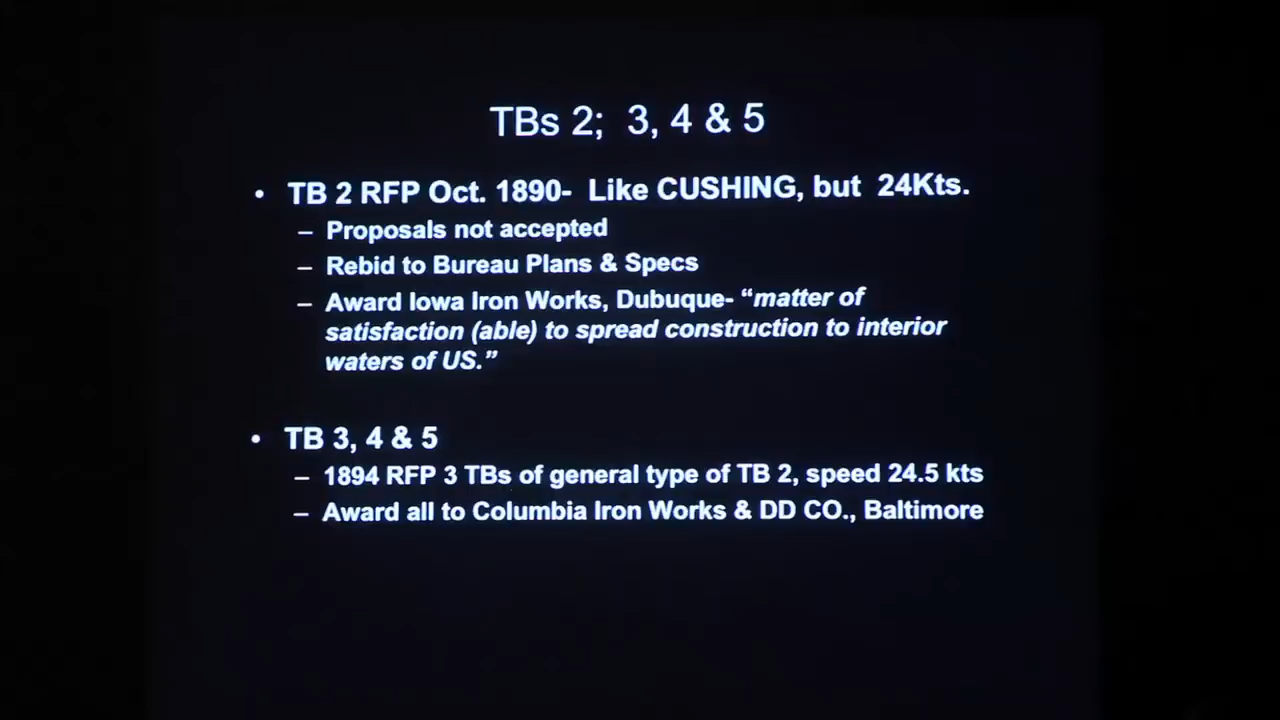 TBs 2; 3, 4 & 5
• TB 2 RFP Oct. 1890- Like CUSHING, but 24Kts.
– Proposals not accepted
– Rebid to Bureau Plans & Specs
– Award Iowa Iron Works, Dubuque- “matter of
satisfaction (able) to spread construction to interior
waters of US.”
• TB 3, 4 & 5
– 1894 RFP 3 TBs of general type of TB 2, speed 24.5 kts
– Award all to Columbia Iron Works & DD CO., Baltimore